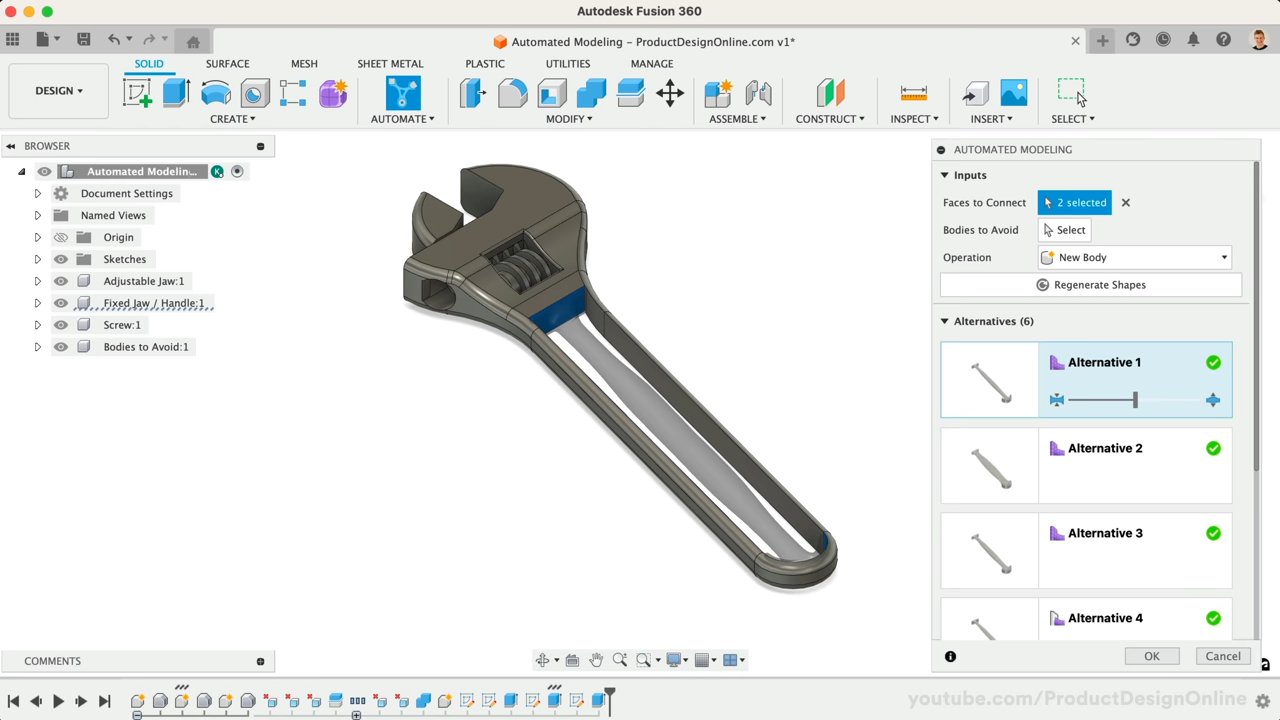 Autodesk Fusion 360
Automated Modeling – ProductDesignOnline.com v1*
DESIGN
SOLID
SURFACE
MESH
SHEET METAL
PLASTIC
UTILITIES
MANAGE
CREATE
AUTOMATE
MODIFY
ASSEMBLE
CONSTRUCT
INSPECT
INSERT
SELECT
BROWSER
Automated Modelin...
K
Document Settings
Named Views
Origin
Sketches
Adjustable Jaw:1
Fixed Jaw / Handle:1
Screw:1
Bodies to Avoid:1
AUTOMATED MODELING
Inputs
Faces to Connect
2 selected
Bodies to Avoid
Select
Operation
New Body
Regenerate Shapes
Alternatives (6)
Alternative 1
Alternative 2
Alternative 3
Alternative 4
OK
Cancel
COMMENTS
youtube.com/ProductDesignOnline